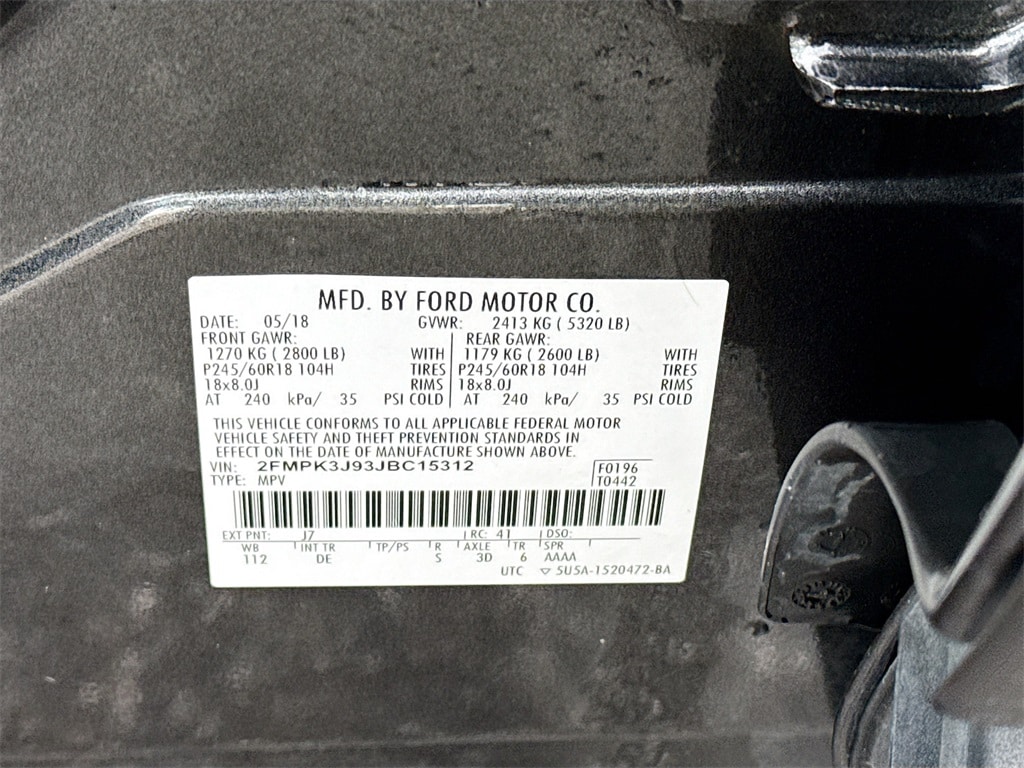 MFD. BY FORD MOTOR CO.
DATE: 05/18 GVWR: 2413 KG ( 5320 LB)
FRONT GAWR: REAR GAWR:
1270 KG ( 2800 LB) WITH 1179 KG ( 2600 LB) WITH
P245/60R18 104H TIRES P245/60R18 104H TIRES
18x8.0J RIMS 18x8.0J RIMS
AT 240 kPa/ 35 PSI COLD AT 240 kPa/ 35 PSI COLD
THIS VEHICLE CONFORMS TO ALL APPLICABLE FEDERAL MOTOR
VEHICLE SAFETY AND THEFT PREVENTION STANDARDS IN
EFFECT ON THE DATE OF MANUFACTURE SHOWN ABOVE.
VIN: 2FMPK3J93JBC15312 F0196
TYPE: MPV T0442
EXT PNT: J7 RC: 41 DSO:
WB INT TR TP/PS R AXLE TR SPR
112 DE S 3D 6 AAAA
UTC ▽ 5U5A-1520472-BA